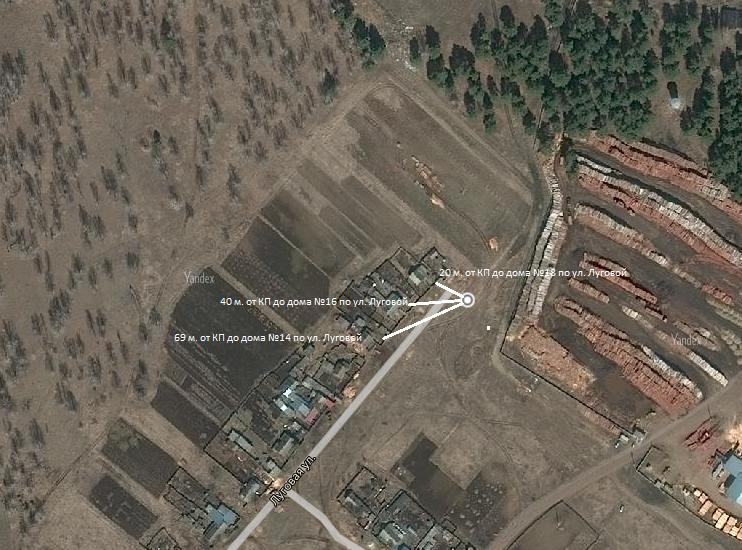 20 м. от КП до дома №18 по ул. Луговой
Yandex
40 м. от КП до дома №16 по ул. Луговой
69 м. от КП до дома №14 по ул. Луговой
Yandex
Луговая ул.